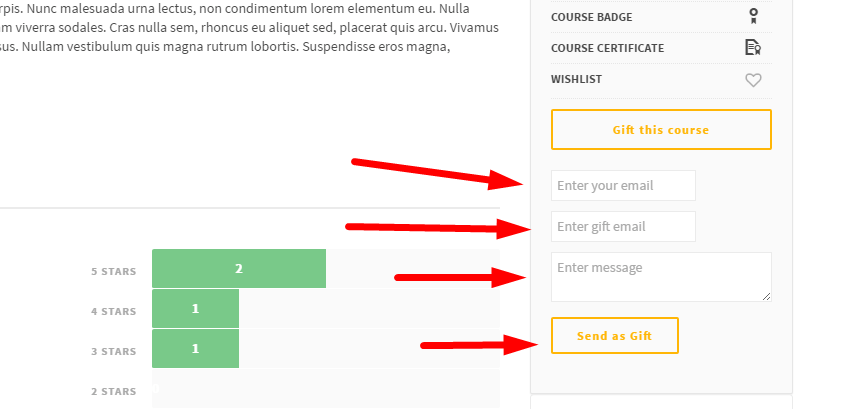 rpis. Nunc malesuada urna lectus, non condimentum lorem elementum eu. Nulla
m viverra sodales. Cras nulla sem, rhoncus eu aliquet sed, placerat quis arcu. Vivamus
sus. Nullam vestibulum quis magna rutrum lobortis. Suspendisse eros magna,
COURSE BADGE
COURSE CERTIFICATE
WISHLIST
Gift this course
Enter your email
Enter gift email
Enter message
Send as Gift
5 STARS 2
4 STARS 1
3 STARS 1
2 STARS 0